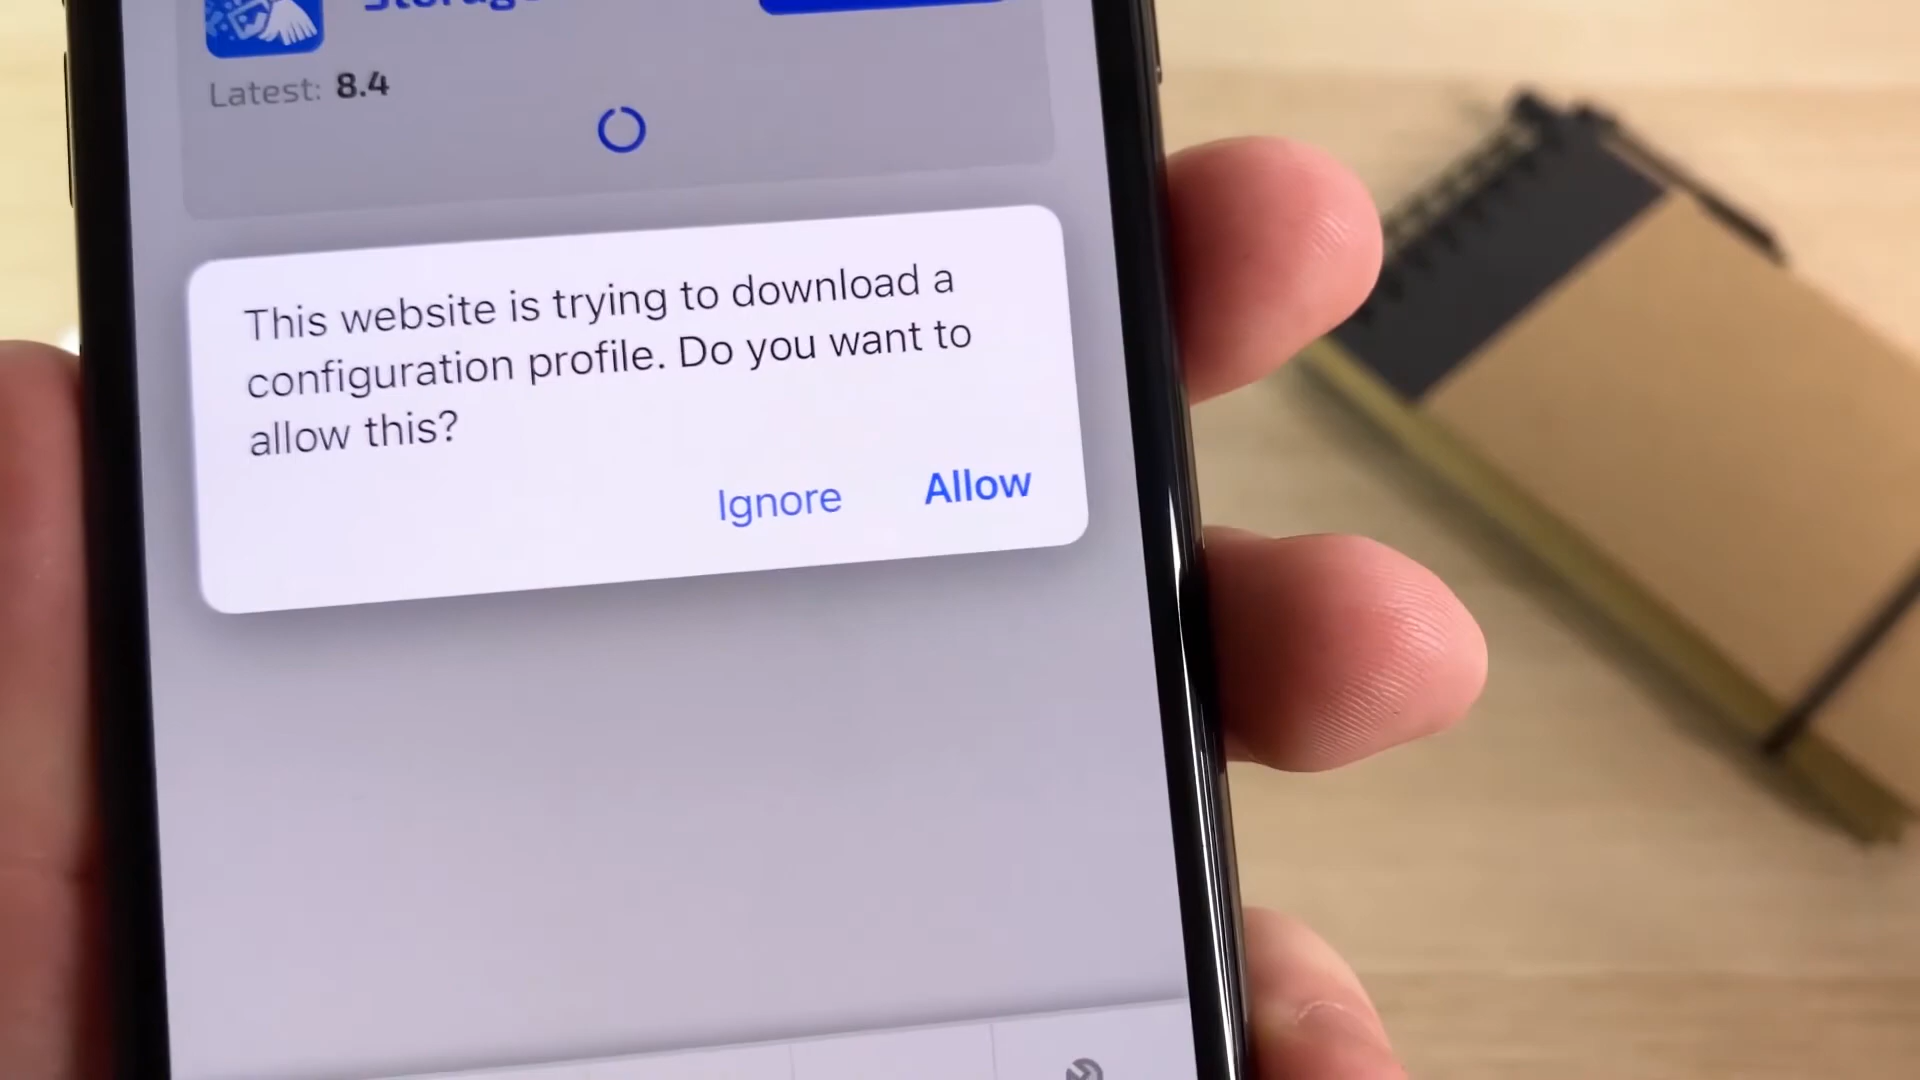 Latest: 8.4
This website is trying to download a
configuration profile. Do you want to
allow this?
Ignore Allow